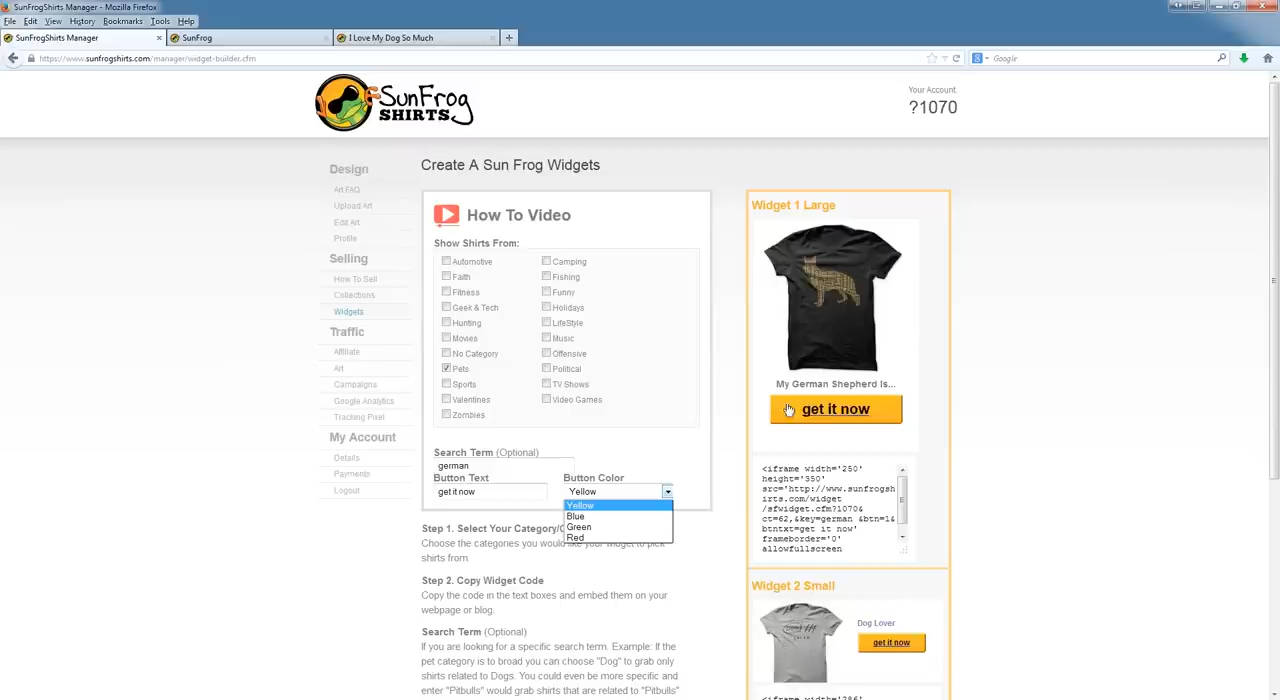 SunFrogShirts Manager - Mozilla Firefox
File Edit View History Bookmarks Tools Help
SunFrogShirts Manager
SunFrog
I Love My Dog So Much
https://www.sunfrogshirts.com/manager/widget-builder.cfm
Google
SunFrog
SHIRTS
Your Account:
?1070
Design
Art FAQ
Upload Art
Edit Art
Profile
Selling
How To Sell
Collections
Widgets
Traffic
Affiliate
Art
Campaigns
Google Analytics
Tracking Pixel
My Account
Details
Payments
Logout
Create A Sun Frog Widgets
How To Video
Show Shirts From:
Automotive
Camping
Faith
Fishing
Fitness
Funny
Geek & Tech
Holidays
Hunting
LifeStyle
Movies
Music
No Category
Offensive
Pets
Political
Sports
TV Shows
Valentines
Video Games
Zombies
Search Term (Optional)
german
Button Text
Button Color
get it now
Yellow
Yellow
Blue
Green
Red
Step 1. Select Your Category/
Choose the categories you would like your widget to pick
shirts from.
Step 2. Copy Widget Code
Copy the code in the text boxes and embed them on your
webpage or blog.
Search Term (Optional)
If you are looking for a specific search term. Example: If the
pet category is to broad you can choose "Dog" to grab only
shirts related to Dogs. You could even be more specific and
enter "Pitbulls" would grab shirts that are related to "Pitbulls"
Widget 1 Large
My German Shepherd Is...
get it now
<iframe width='250'
height='350'
src='http://www.sunfrogsh
irts.com/widget
/sfwidget.cfm?1070&
ct=62,&key=german &btn=1&
btntxt=get it now'
frameborder='0'
allowfullscreen
Widget 2 Small
Dog Lover
get it now
<iframe width='286'